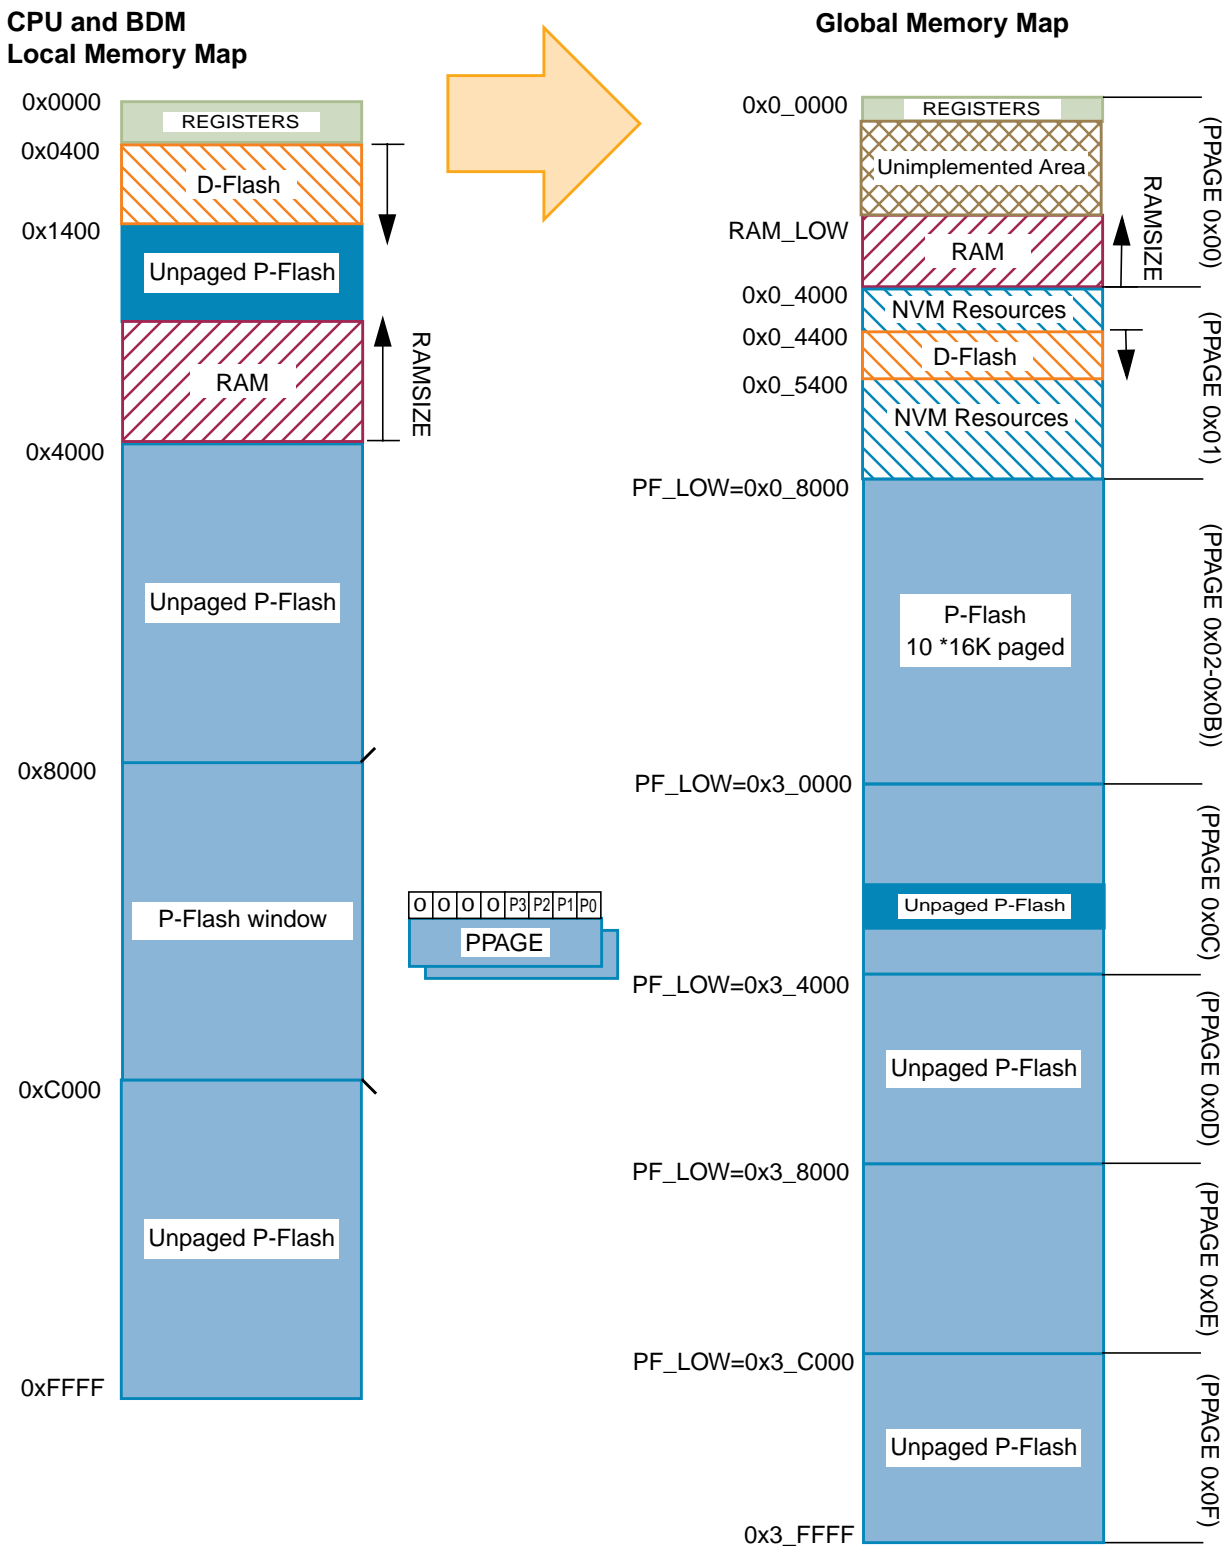 CPU and BDM
Local Memory Map
0x0000
REGISTERS
0x0400
D-Flash
0x1400
Unpaged P-Flash
RAM
RAMSIZE
0x4000
Unpaged P-Flash
0x8000
P-Flash window
0 0 0 0 P3 P2 P1 P0
PPAGE
0xC000
Unpaged P-Flash
0xFFFF
Global Memory Map
0x0_0000
REGISTERS
Unimplemented Area
(PPAGE 0x00)
RAM_LOW
RAM
RAMSIZE
0x0_4000
NVM Resources
0x0_4400
D-Flash
0x0_5400
NVM Resources
(PPAGE 0x01)
PF_LOW=0x0_8000
P-Flash
10 *16K paged
(PPAGE 0x02-0x0B))
PF_LOW=0x3_0000
Unpaged P-Flash
(PPAGE 0x0C)
PF_LOW=0x3_4000
Unpaged P-Flash
(PPAGE 0x0D)
PF_LOW=0x3_8000
(PPAGE 0x0E)
PF_LOW=0x3_C000
Unpaged P-Flash
(PPAGE 0x0F)
0x3_FFFF